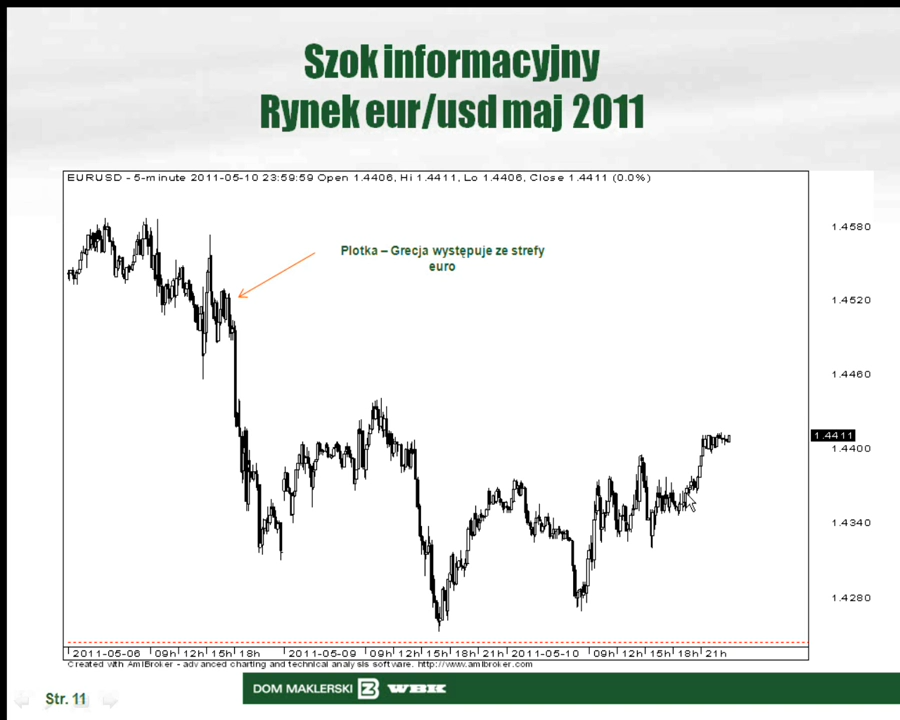 Szok informacyjny
Rynek eur/usd maj 2011
EURUSD - 5-minute 2011-05-10 23:59:59 Open 1.4406, Hi 1.4411, Lo 1.4406, Close 1.4411 (0.0%)
Plotka – Grecja występuje ze strefy
euro
1.4580
1.4520
1.4460
1.4411
1.4400
1.4340
1.4280
2011-05-06 09h 12h 15h 18h 2011-05-09 09h 12h 15h 18h 21h 2011-05-10 09h 12h 15h 18h 21h
Created with AmiBroker - advanced charting and technical analysis software. http://www.amibroker.com
Str. 11
DOM MAKLERSKI Z WBK